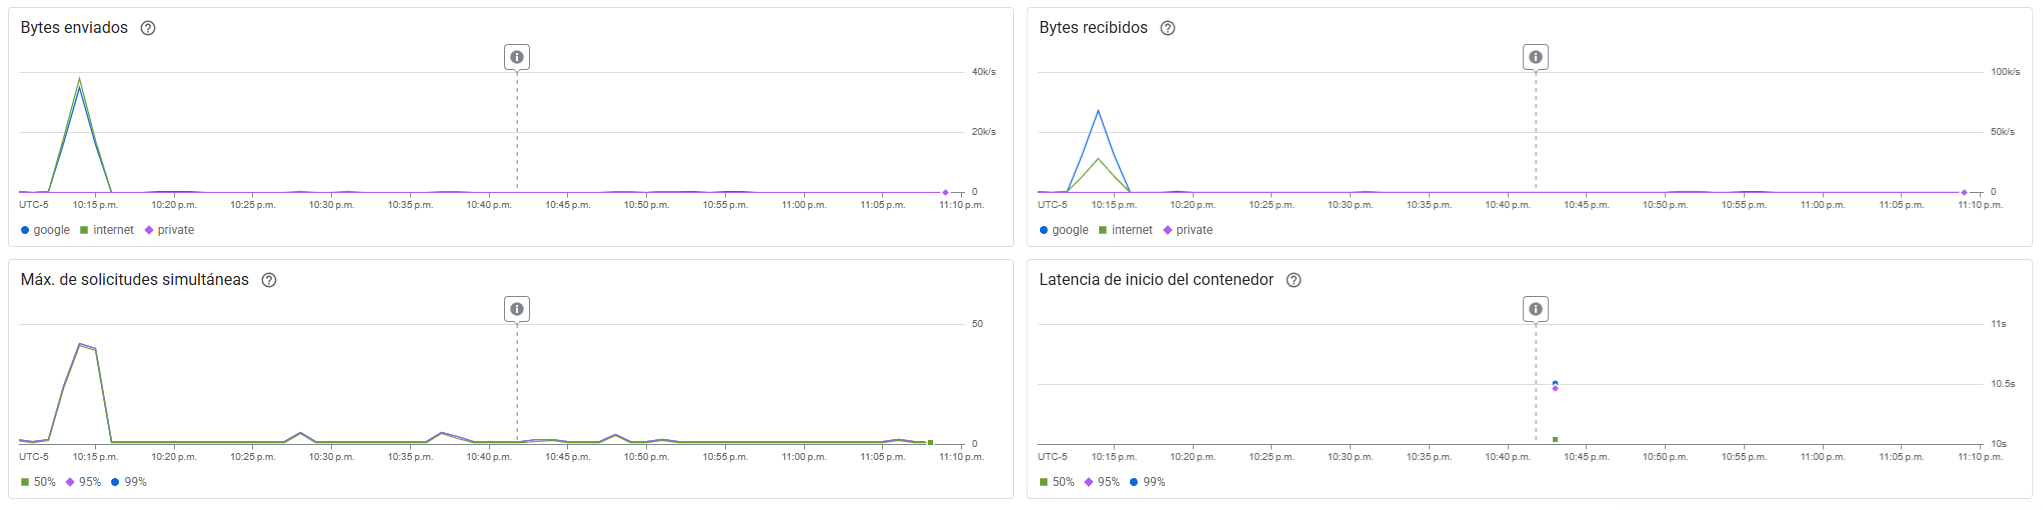 Bytes enviados
40k/s
20k/s
0
UTC-5 10:15 p.m. 10:20 p.m. 10:25 p.m. 10:30 p.m. 10:35 p.m. 10:40 p.m. 10:45 p.m. 10:50 p.m. 10:55 p.m. 11:00 p.m. 11:05 p.m. 11:10 p.m.
google internet private
Bytes recibidos
100k/s
50k/s
0
UTC-5 10:15 p.m. 10:20 p.m. 10:25 p.m. 10:30 p.m. 10:35 p.m. 10:40 p.m. 10:45 p.m. 10:50 p.m. 10:55 p.m. 11:00 p.m. 11:05 p.m. 11:10 p.m.
google internet private
Máx. de solicitudes simultáneas
50
0
UTC-5 10:15 p.m. 10:20 p.m. 10:25 p.m. 10:30 p.m. 10:35 p.m. 10:40 p.m. 10:45 p.m. 10:50 p.m. 10:55 p.m. 11:00 p.m. 11:05 p.m. 11:10 p.m.
50% 95% 99%
Latencia de inicio del contenedor
11s
10.5s
10s
UTC-5 10:15 p.m. 10:20 p.m. 10:25 p.m. 10:30 p.m. 10:35 p.m. 10:40 p.m. 10:45 p.m. 10:50 p.m. 10:55 p.m. 11:00 p.m. 11:05 p.m. 11:10 p.m.
50% 95% 99%